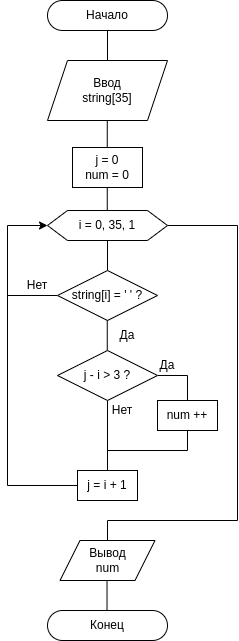 Начало
Ввод
string[35]
j = 0
num = 0
i = 0, 35, 1
Нет
string[i] = ' ' ?
Да
j - i > 3 ?
Да
Нет
num ++
j = i + 1
Вывод
num
Конец